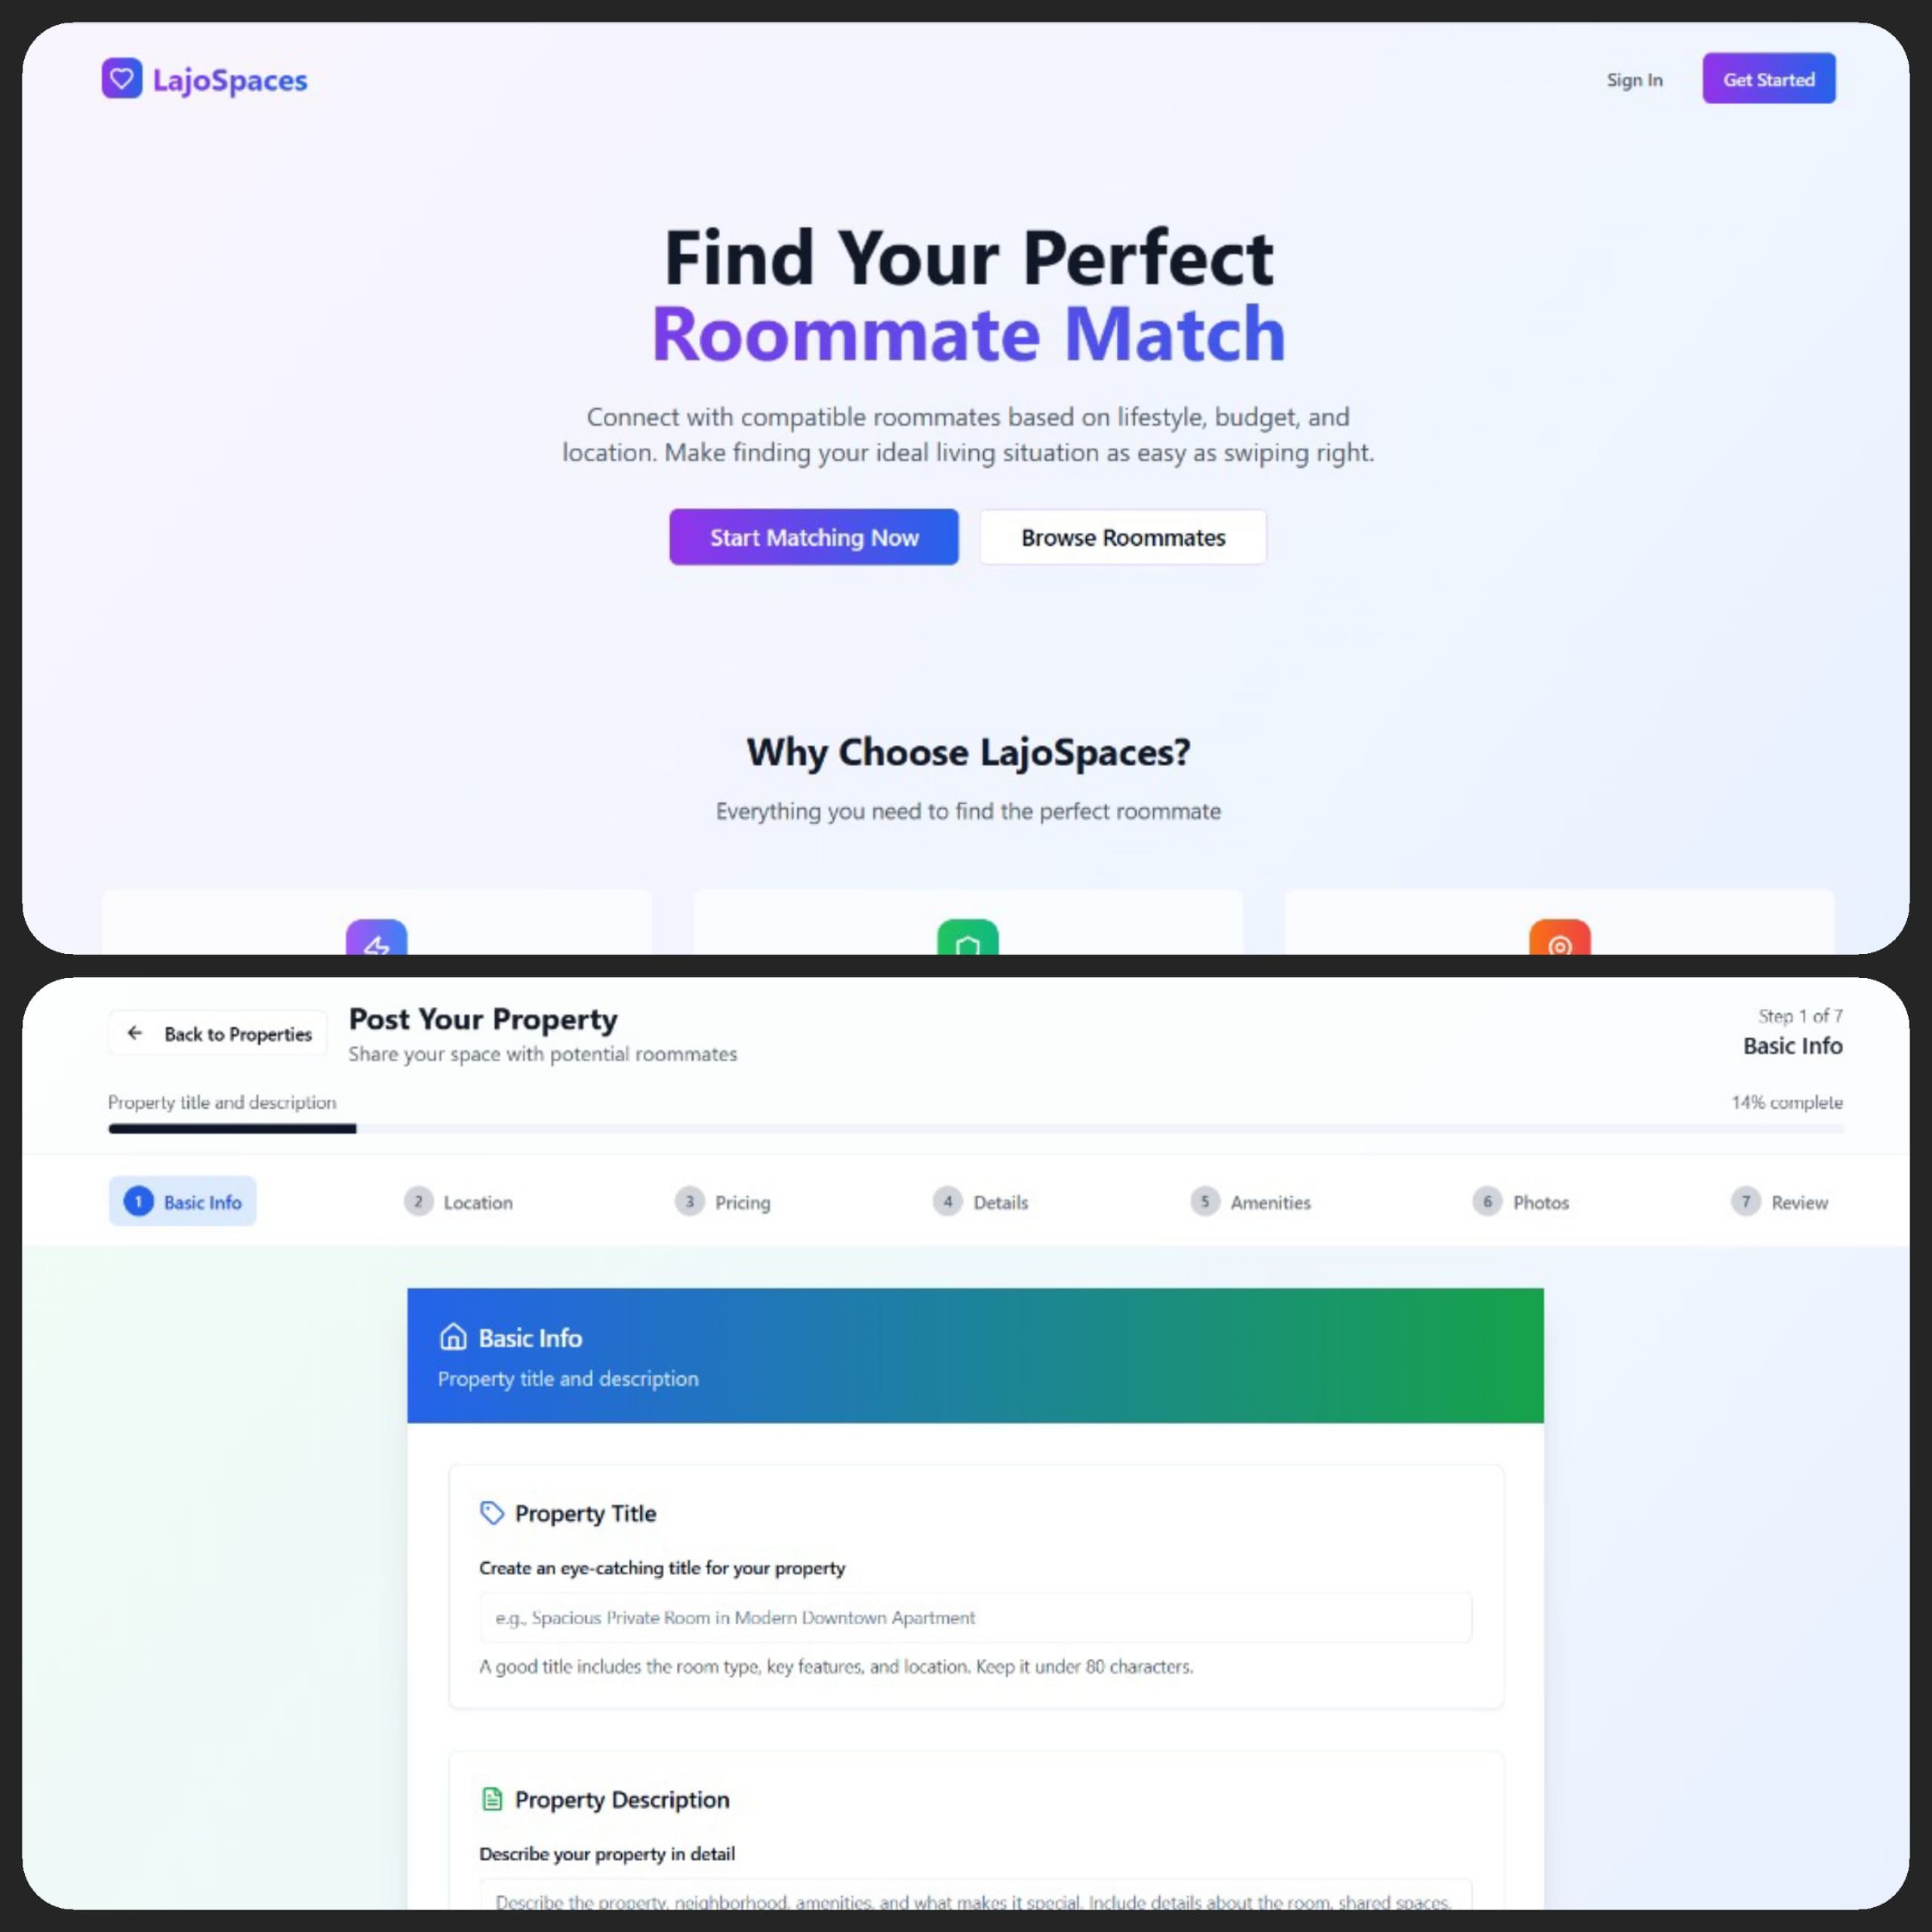 LajoSpaces
Sign In
Get Started
Find Your Perfect
Roommate Match
Connect with compatible roommates based on lifestyle, budget, and
location. Make finding your ideal living situation as easy as swiping right.
Start Matching Now
Browse Roommates
Why Choose LajoSpaces?
Everything you need to find the perfect roommate
Back to Properties
Post Your Property
Share your space with potential roommates
Step 1 of 7
Basic Info
Property title and description
14% complete
1 Basic Info
2 Location
3 Pricing
4 Details
5 Amenities
6 Photos
7 Review
Basic Info
Property title and description
Property Title
Create an eye-catching title for your property
e.g., Spacious Private Room in Modern Downtown Apartment
A good title includes the room type, key features, and location. Keep it under 80 characters.
Property Description
Describe your property in detail
Describe the property, neighborhood, amenities, and what makes it special. Include details about the room, shared spaces,